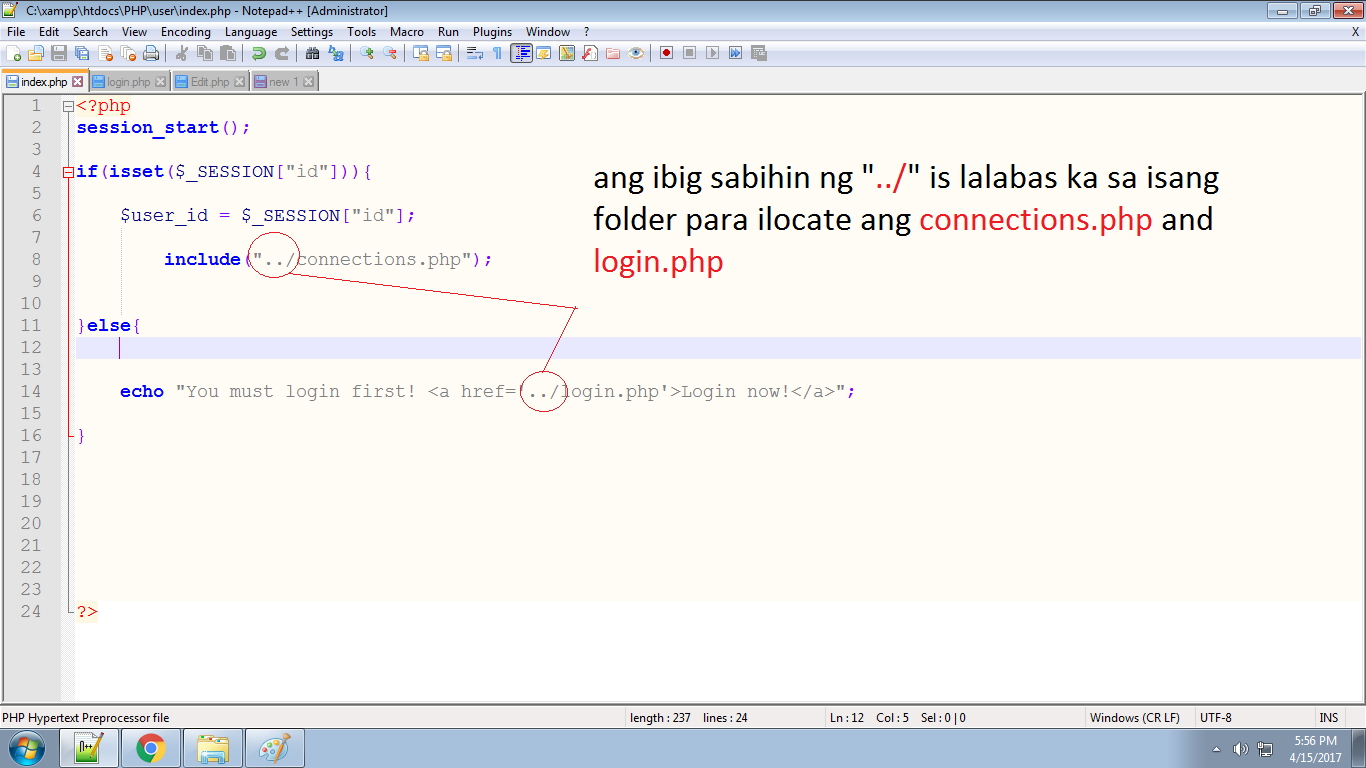 C:\xampp\htdocs\PHP\user\index.php - Notepad++ [Administrator]
File Edit Search View Encoding Language Settings Tools Macro Run Plugins Window ? X
index.php login.php Edit.php new 1
1 <?php
2 session_start();
3
4 if(isset($_SESSION["id"])){
5
6 $user_id = $_SESSION["id"];
7
8 include("../connections.php");
9
10
11 }else{
12
13
14 echo "You must login first! <a href='../login.php'>Login now!</a>";
15
16 }
17
18
19
20
21
22
23
24 ?>
ang ibig sabihin ng "../" is lalabas ka sa isang
folder para ilocate ang connections.php and
login.php
PHP Hypertext Preprocessor file length : 237 lines : 24 Ln : 12 Col : 5 Sel : 0 | 0 Windows (CR LF) UTF-8 INS
5:56 PM
4/15/2017